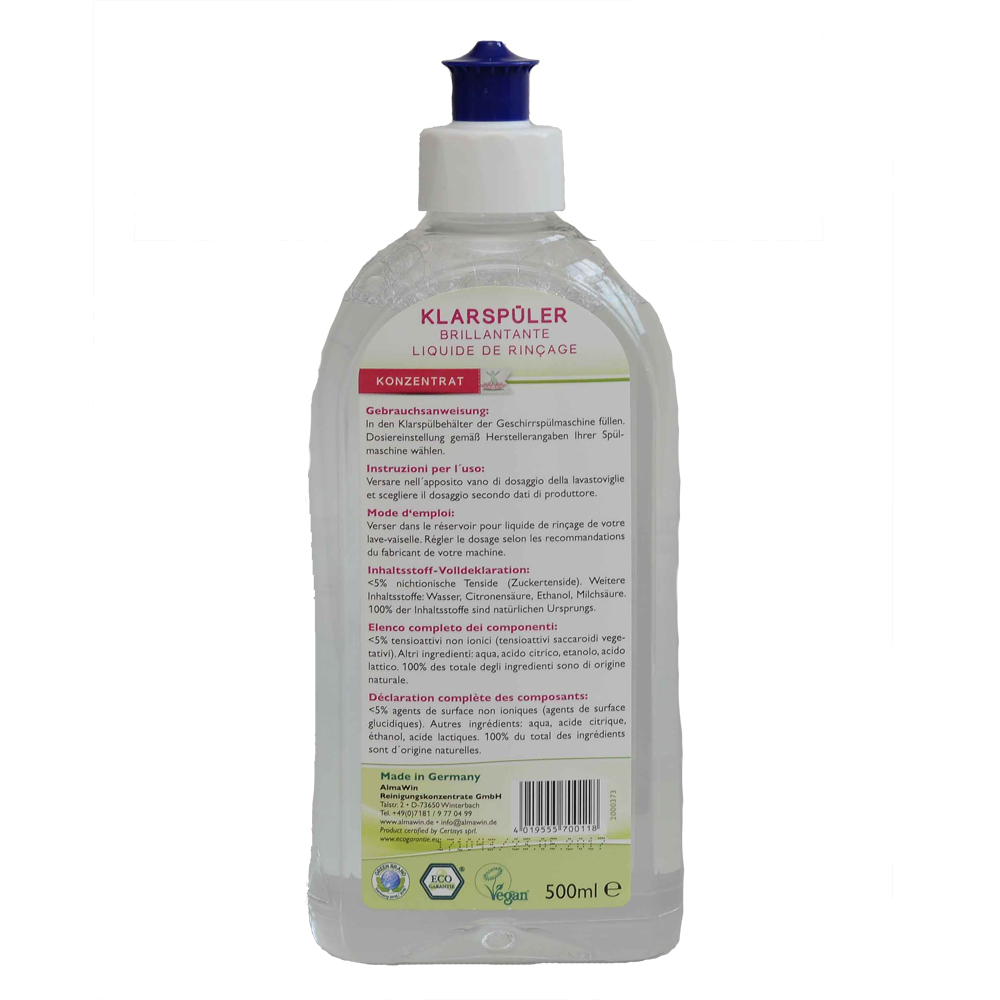 KLARSPÜLER
BRILLANTANTE
LIQUIDE DE RINÇAGE
KONZENTRAT
Gebrauchsanweisung:
In den Klarspülbehälter der Geschirrspülmaschine füllen.
Dosiereinstellung gemäß Herstellerangaben Ihrer Spül-
maschine wählen.
Instruzioni per l´uso:
Versare nell´apposito vano di dosaggio della lavastoviglie
et scegliere il dosaggio secondo dati di produttore.
Mode d'emploi:
Verser dans le réservoir pour liquide de rinçage de votre
lave-vaiselle. Régler le dosage selon les recommandations
du fabricant de votre machine.
Inhaltsstoff-Volldeklaration:
<5% nichtionische Tenside (Zuckertenside). Weitere
Inhaltsstoffe: Wasser, Citronensäure, Ethanol, Milchsäure.
100% der Inhaltsstoffe sind natürlichen Ursprungs.
Elenco completo dei componenti:
<5% tensioattivi non ionici (tensioattivi saccaroidi vege-
tativi). Altri ingredienti: aqua, acido citrico, etanolo, acido
lattico. 100% des totale degli ingredienti sono di origine
naturale.
Déclaration complète des composants:
<5% agents de surface non ioniques (agents de surface
glucidiques). Autres ingrédients: aqua, acide citrique,
éthanol, acide lactiques. 100% du total des ingrédients
sont d´origine naturelles.
Made in Germany
AlmaWin
Reinigungskonzentrate GmbH
Talstr. 2 • D-73650 Winterbach
Tel. +49(0)7181 / 9 77 04 99
www.almawin.de • info@almawin.de
Product certified by Certisys sprl.
www.ecogarantie.eu
4 019555 700118
2000373
171043/23.05.2017
GREEN BRAND
ECO
GARANTIE
®
Vegan
500ml ℮